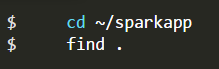 $ cd ~/sparkapp
$ find .